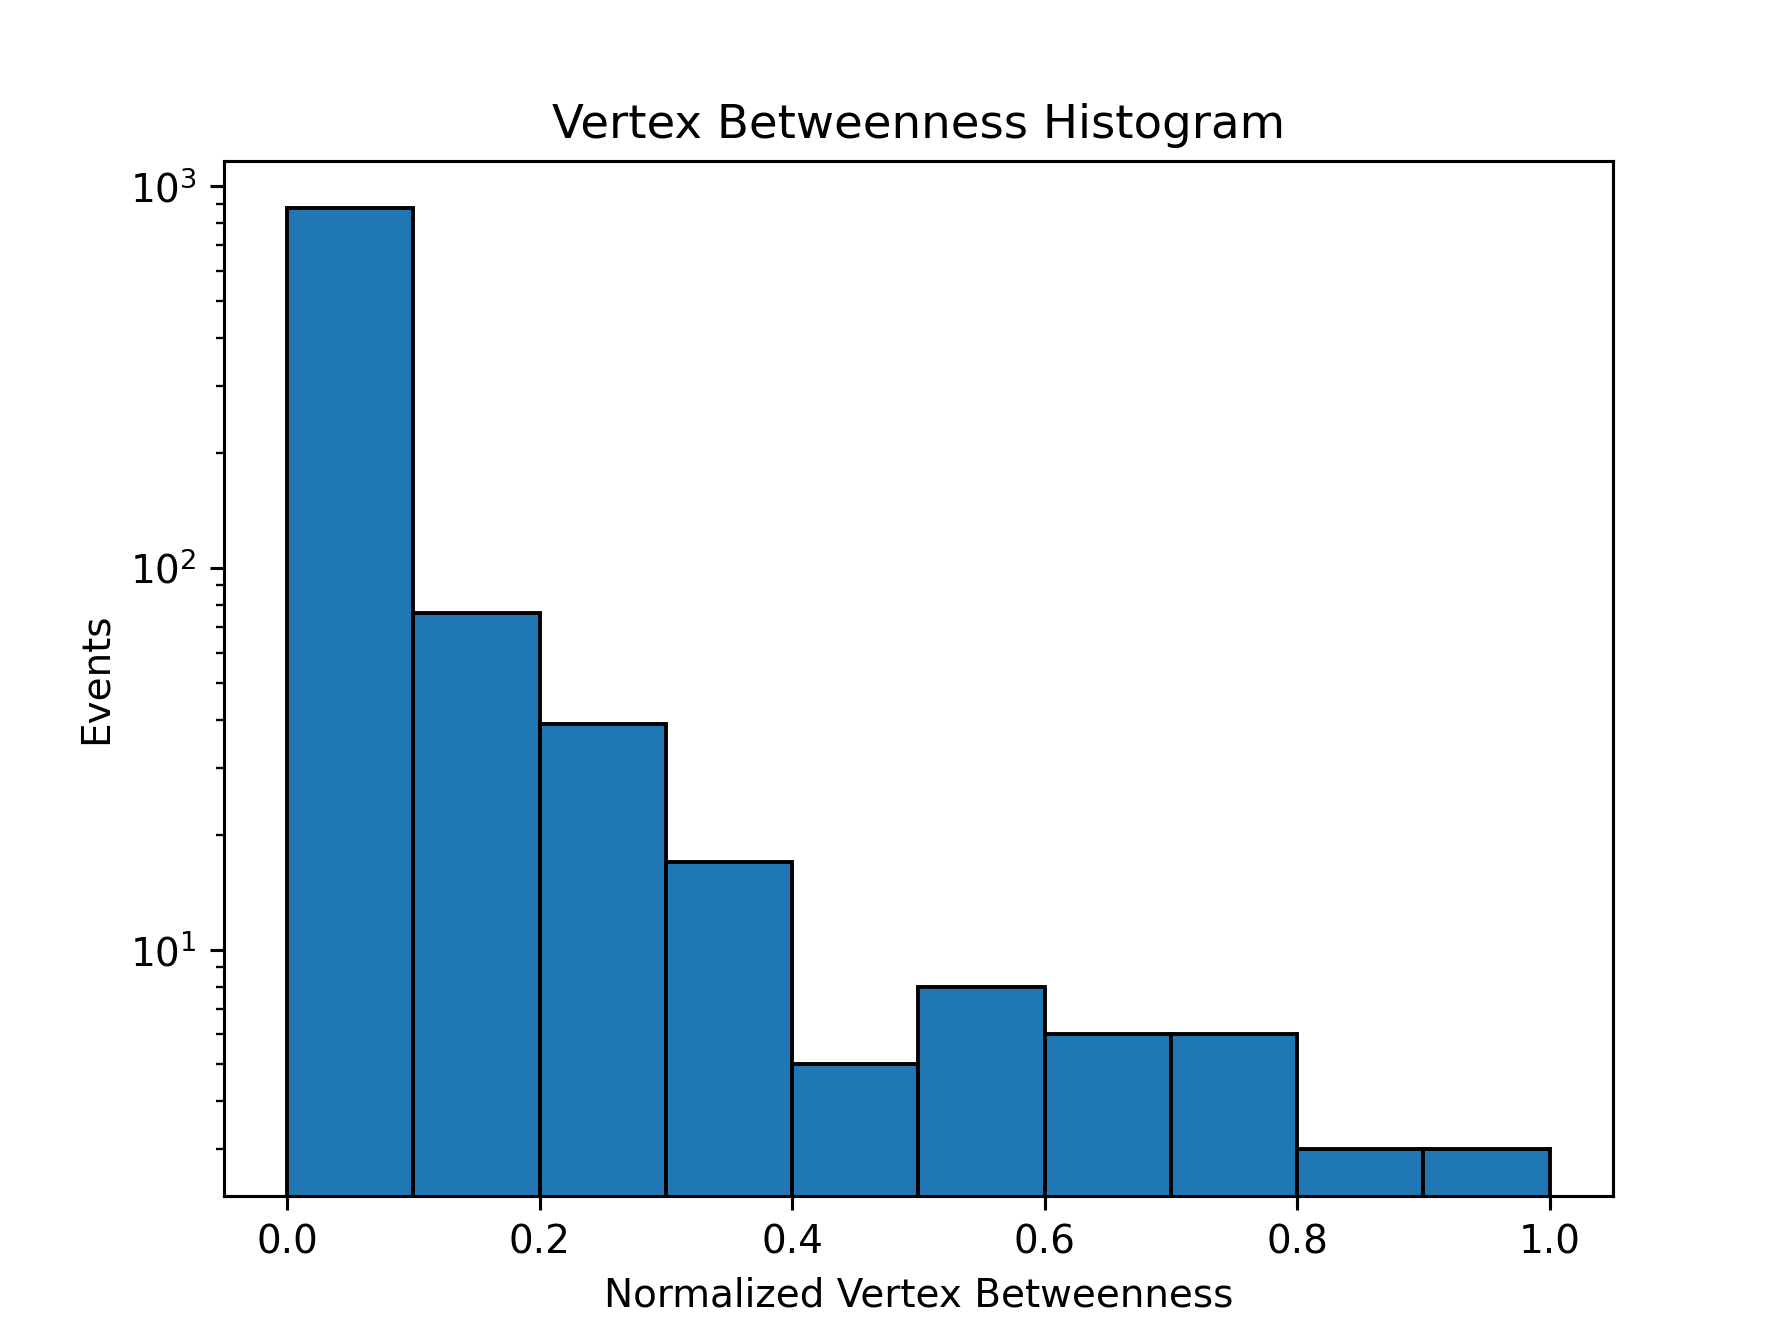 Vertex Betweenness Histogram
10³
10²
10¹
Events
0.0 0.2 0.4 0.6 0.8 1.0
Normalized Vertex Betweenness